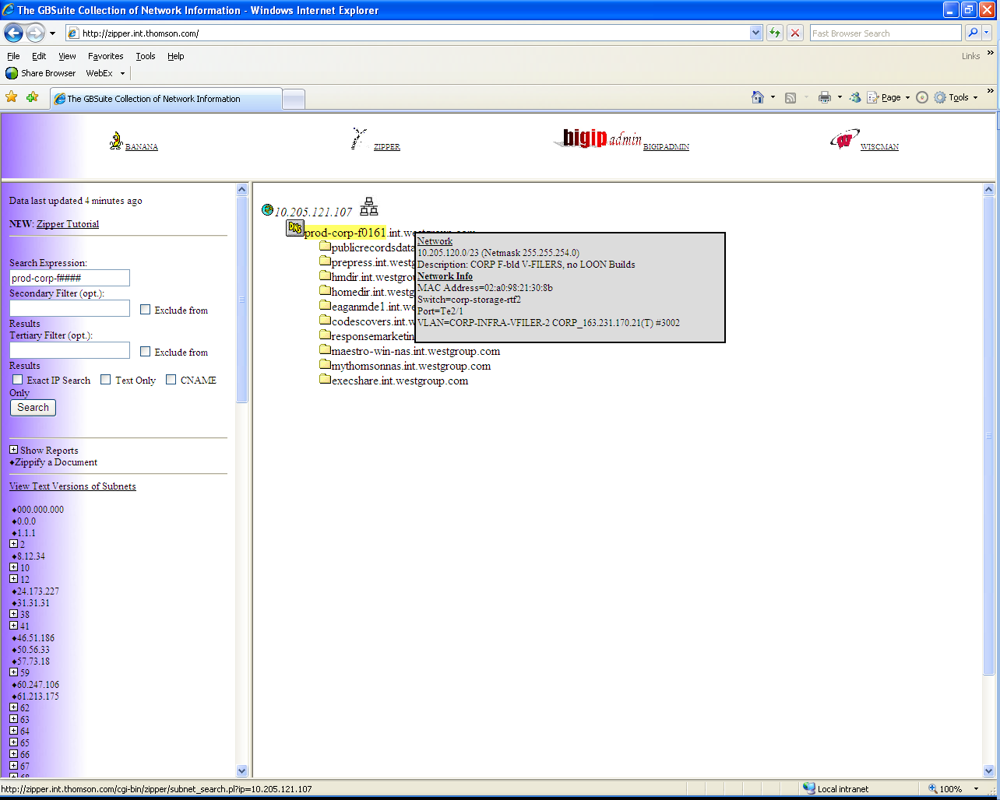 The GBSuite Collection of Network Information - Windows Internet Explorer
http://zipper.int.thomson.com/
Fast Browser Search
File Edit View Favorites Tools Help
Links »
Share Browser WebEx
The GBSuite Collection of Network Information
Page Tools »
BANANA
ZIPPER
bigip admin BIGIPADMIN
W WISCMAN
Data last updated 4 minutes ago
NEW: Zipper Tutorial
Search Expression:
prod-corp-f####
Secondary Filter (opt.):
Exclude from
Results
Tertiary Filter (opt.):
Exclude from
Results
Exact IP Search Text Only CNAME
Only
Search
Show Reports
Zippify a Document
View Text Versions of Subnets
000.000.000
0.0.0
1.1.1
2
8.12.34
10
12
24.173.227
31.31.31
38
41
46.51.186
50.56.33
57.73.18
59
60.247.106
61.213.175
62
63
64
65
66
67
68
10.205.121.107
DNS prod-corp-f0161.int.westgroup.com
publicrecordsdata
prepress.int.westg
hmdir.int.westgrou
homedir.int.westg
eaganmde1.int.we
codescovers.int.w
responsemarketin
maestro-win-nas.int.westgroup.com
mythomsonnas.int.westgroup.com
execshare.int.westgroup.com
Network
10.205.120.0/23 (Netmask 255.255.254.0)
Description: CORP F-bld V-FILERS, no LOON Builds
Network Info
MAC Address=02:a0:98:21:30:8b
Switch=corp-storage-rtf2
Port=Te2/1
VLAN=CORP-INFRA-VFILER-2 CORP_163.231.170.21(T) #3002
http://zipper.int.thomson.com/cgi-bin/zipper/subnet_search.pl?ip=10.205.121.107
Local intranet
100%